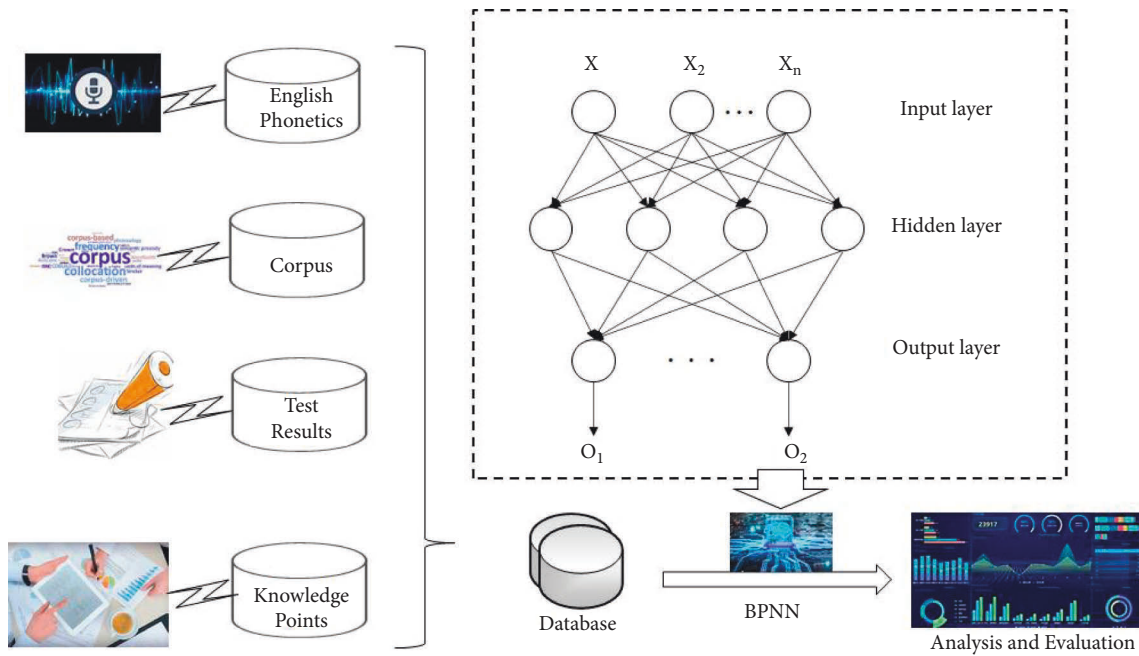 English
Phonetics
corpus-based
frequency
corpus
collocation
corpus-driven
Corpus
Test
Results
Knowledge
Points
X X₂ Xₙ
Input layer
Hidden layer
Output layer
O₁ O₂
Database
BPNN
23917
Analysis and Evaluation